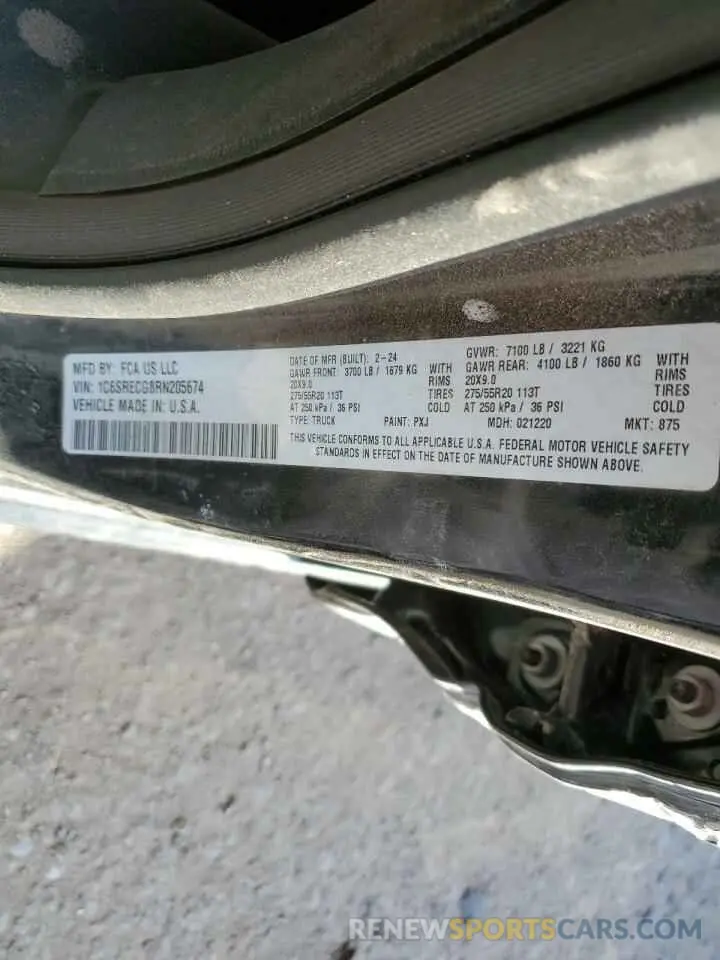 MFD BY: FCA US LLC
VIN: 1C6SRECG8RN205674
VEHICLE MADE IN: U.S.A.
DATE OF MFR (BUILT): 2-24
GAWR FRONT: 3700 LB / 1679 KG WITH
20X9.0 RIMS
275/55R20 113T TIRES
AT 250 kPa / 36 PSI COLD
TYPE: TRUCK PAINT: PXJ
GVWR: 7100 LB / 3221 KG
GAWR REAR: 4100 LB / 1860 KG WITH
20X9.0 RIMS
275/55R20 113T TIRES
AT 250 kPa / 36 PSI COLD
MDH: 021220 MKT: 875
THIS VEHICLE CONFORMS TO ALL APPLICABLE U.S.A. FEDERAL MOTOR VEHICLE SAFETY
STANDARDS IN EFFECT ON THE DATE OF MANUFACTURE SHOWN ABOVE.
RENEWSPORTSCARS.COM